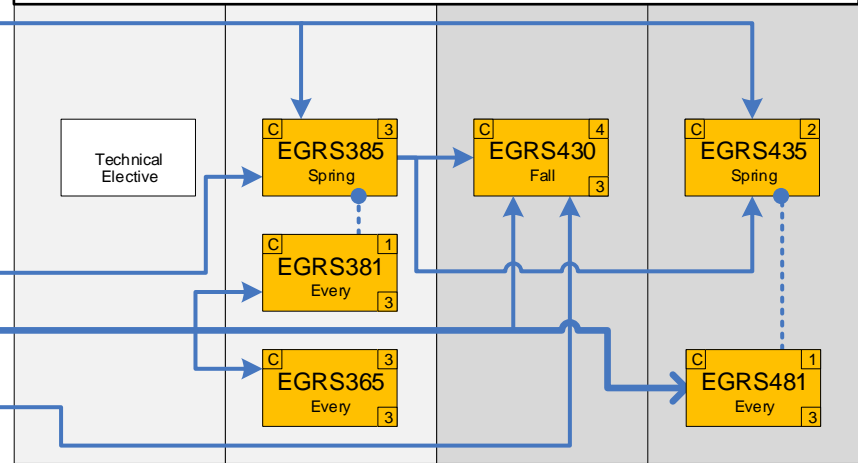 Technical
Elective
C 3
EGRS385
Spring
C 1
EGRS381
Every
3
C 3
EGRS365
Every
3
C 4
EGRS430
Fall
3
C 2
EGRS435
Spring
C 1
EGRS481
Every
3